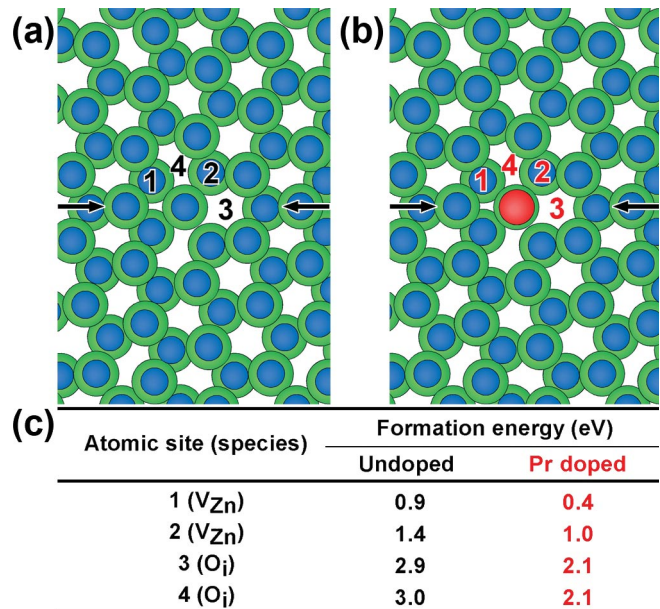 (a) (b)
4 4
1 2 1 2
3 3
(c) Atomic site (species) Formation energy (eV)
Undoped Pr doped
1 (VZn) 0.9 0.4
2 (VZn) 1.4 1.0
3 (Oi) 2.9 2.1
4 (Oi) 3.0 2.1